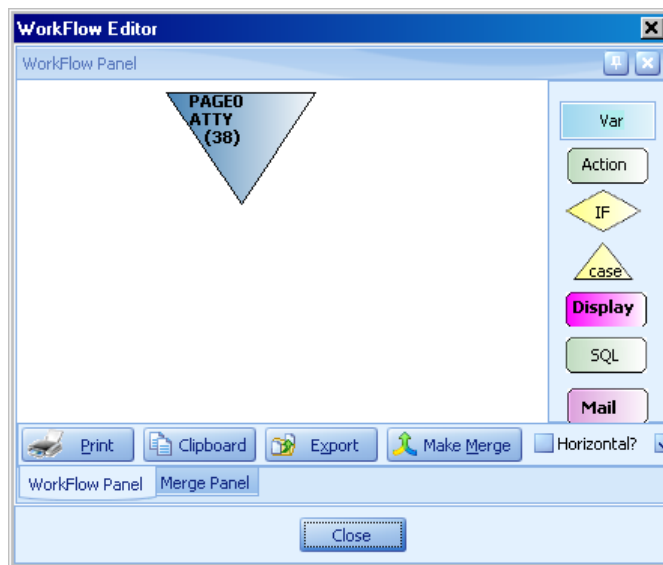 WorkFlow Editor
WorkFlow Panel
PAGE0
ATTY
(38)
Var
Action
IF
case
Display
SQL
Mail
Print
Clipboard
Export
Make Merge
Horizontal?
WorkFlow Panel
Merge Panel
Close